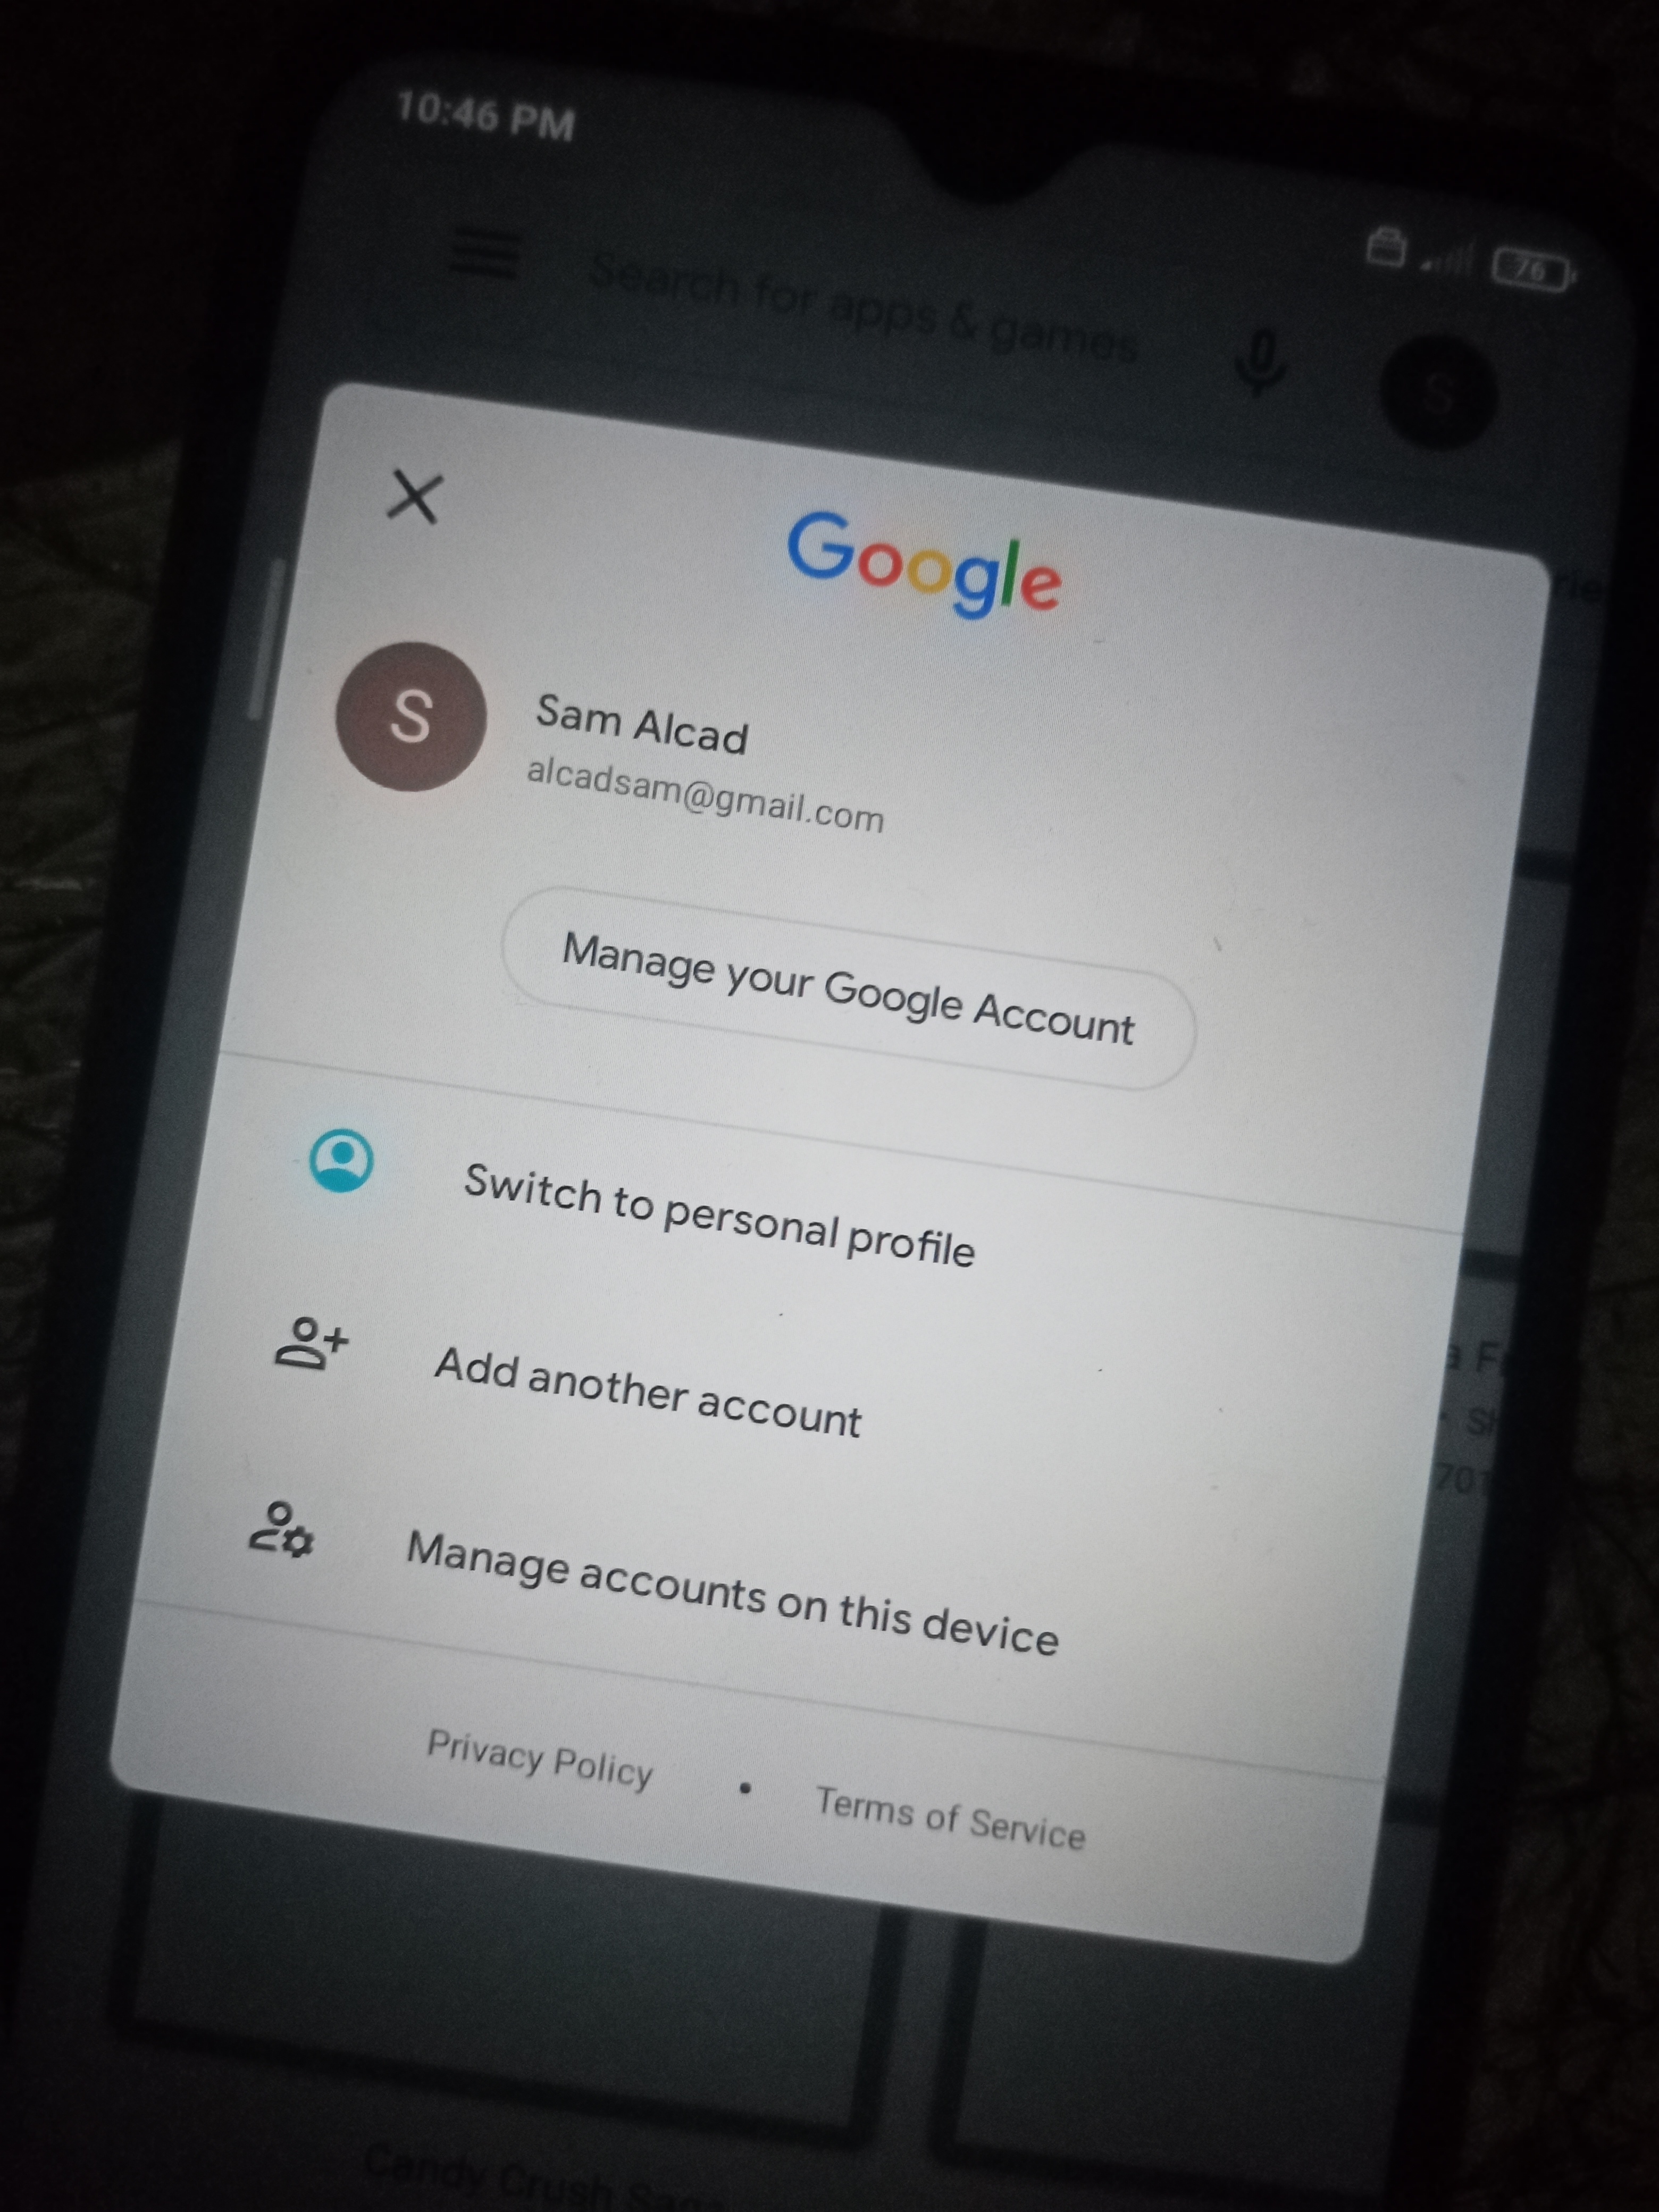 10:46 PM
76
Search for apps & games
S
Google
S
Sam Alcad
alcadsam@gmail.com
Manage your Google Account
Switch to personal profile
Add another account
Manage accounts on this device
Privacy Policy • Terms of Service
Candy Crush Saga